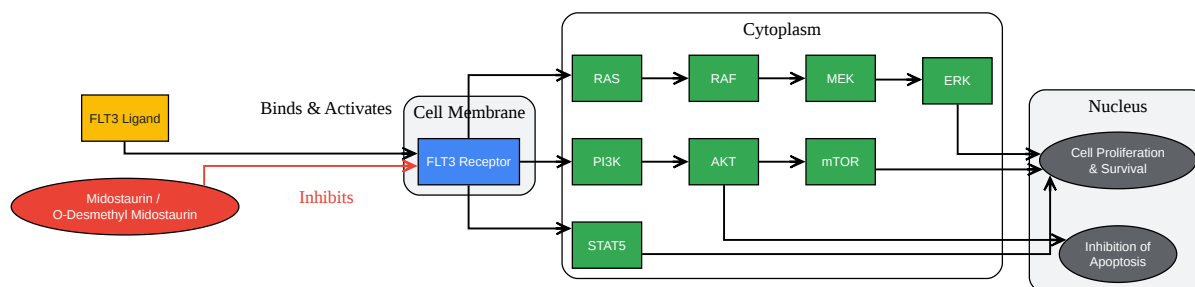 Cytoplasm
RAS
RAF
MEK
ERK
Binds & Activates
Cell Membrane
Nucleus
FLT3 Ligand
FLT3 Receptor
PI3K
AKT
mTOR
Cell Proliferation
& Survival
Inhibits
Midostaurin /
O-Desmethyl Midostaurin
STAT5
Inhibition of
Apoptosis